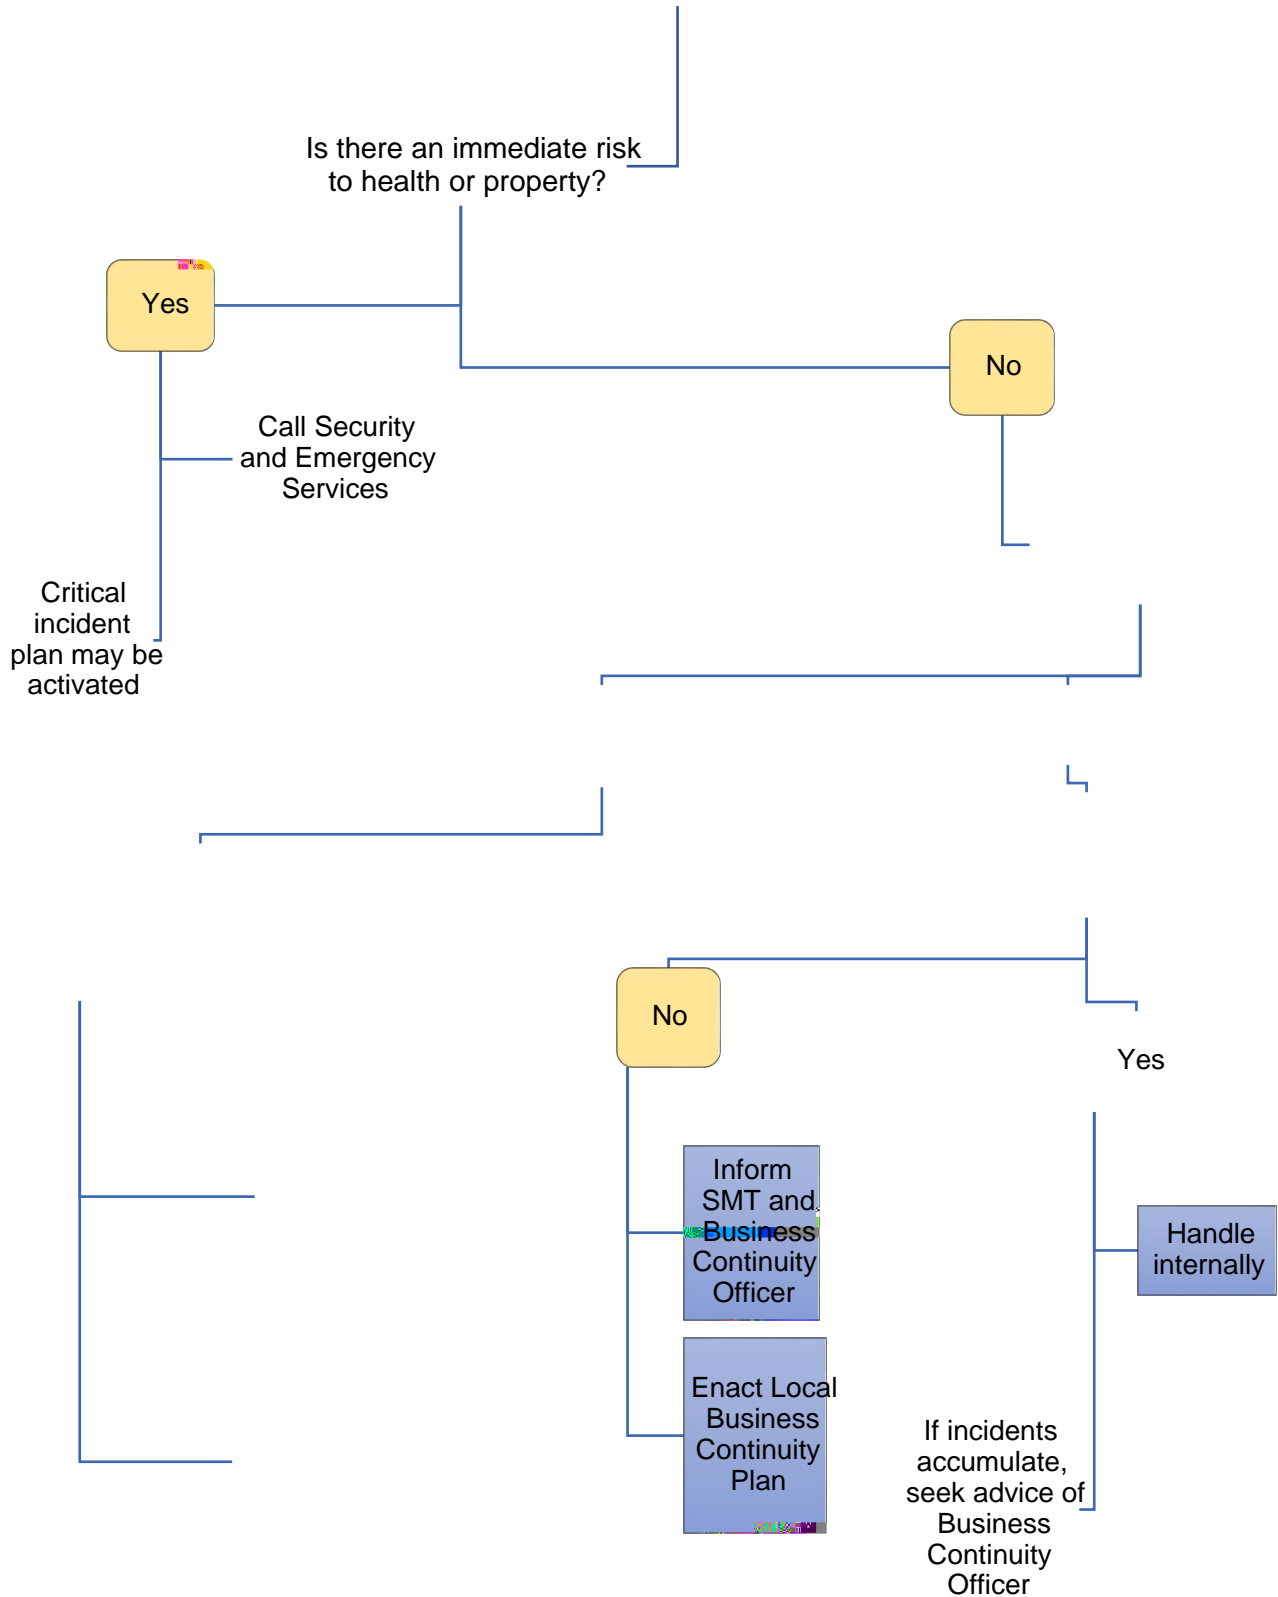 Is there an immediate risk
to health or property?
Yes
No
Call Security
and Emergency
Services
Critical
incident
plan may be
activated
No
Yes
Inform
SMT and
Business
Continuity
Officer
Handle
internally
Enact Local
Business
Continuity
Plan
If incidents
accumulate,
seek advice of
Business
Continuity
Officer